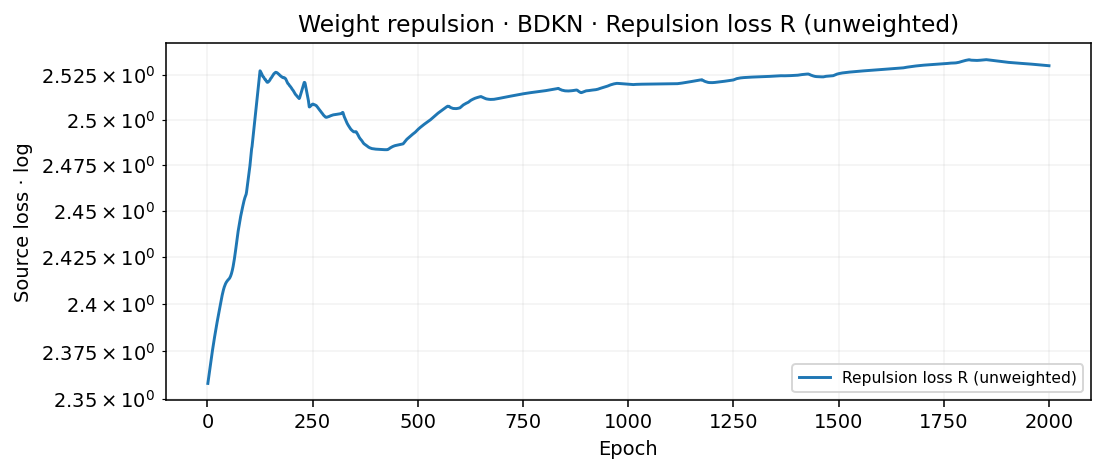 Weight repulsion · BDKN · Repulsion loss R (unweighted)
Source loss · log
2.525 × 10⁰
2.5 × 10⁰
2.475 × 10⁰
2.45 × 10⁰
2.425 × 10⁰
2.4 × 10⁰
2.375 × 10⁰
2.35 × 10⁰
Repulsion loss R (unweighted)
0 250 500 750 1000 1250 1500 1750 2000
Epoch